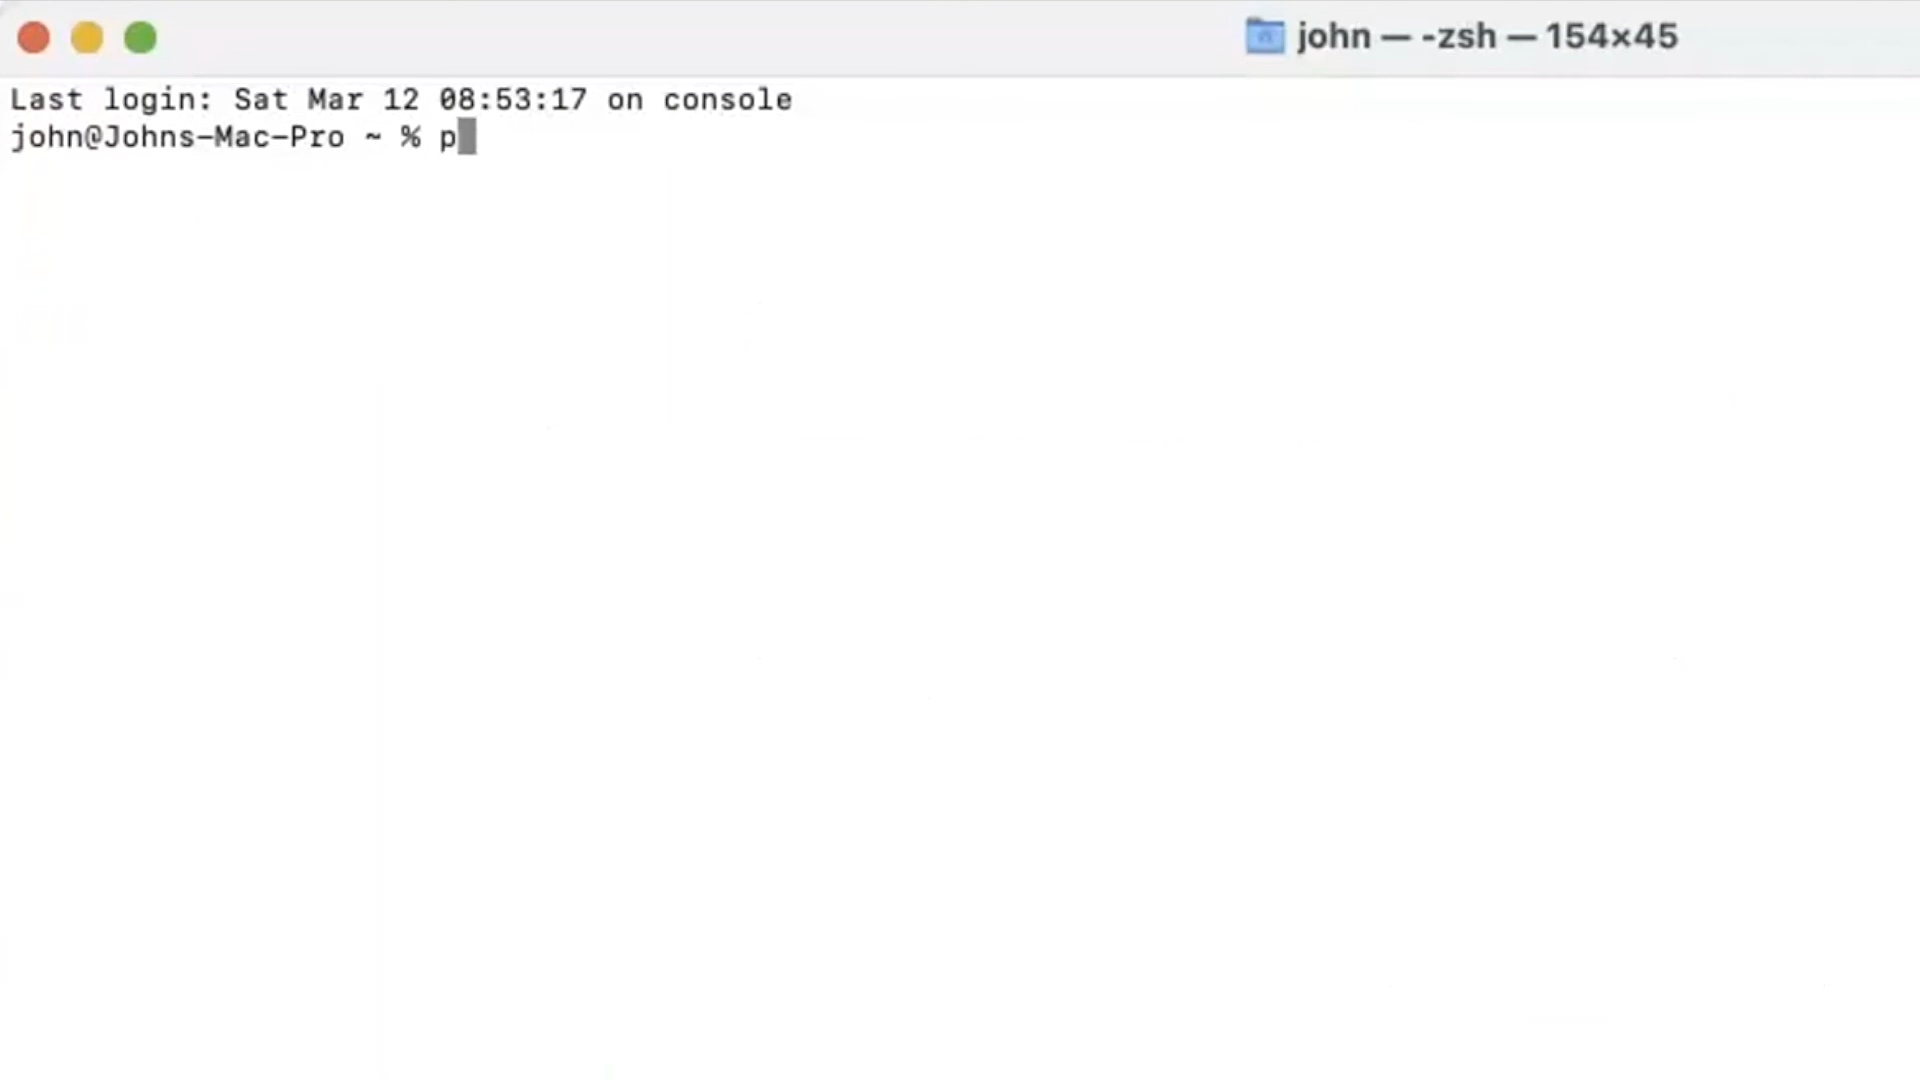 john — -zsh — 154×45
Last login: Sat Mar 12 08:53:17 on console
john@Johns-Mac-Pro ~ % p